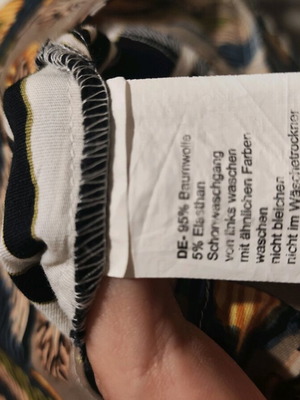 DE- 95% Baumwolle
5% Elasthan
Schonwaschgang
von links waschen
mit ähnlichen Farben
waschen
nicht bleichen
nicht im Wäschetrockner